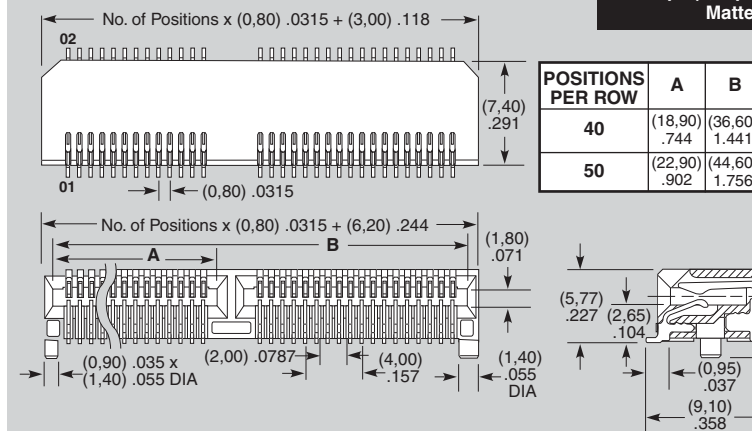 Matte
No. of Positions x (0,80) .0315 + (3,00) .118
02
(7,40)
.291
01
(0,80) .0315
POSITIONS PER ROW A B
40 (18,90) .744 (36,60 1.441
50 (22,90) .902 (44,60 1.756
No. of Positions x (0,80) .0315 + (6,20) .244
B
A
(1,80)
.071
(0,90) .035 x
(1,40) .055 DIA
(2,00) .0787
(4,00)
.157
(1,40)
.055
DIA
(5,77)
.227
(2,65)
.104
(0,95)
.037
(9,10)
.358